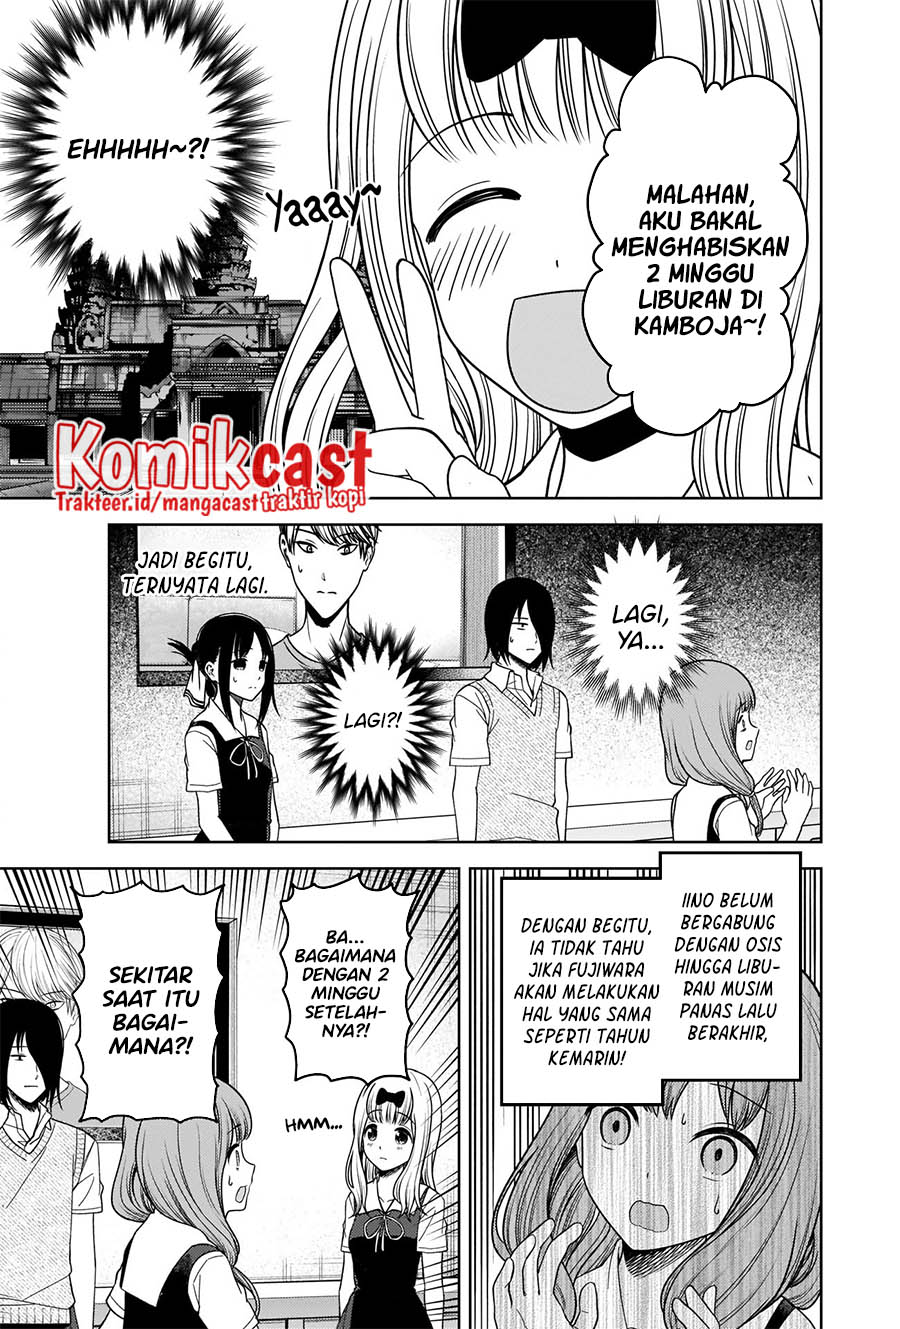 MALAHAN,
AKU BAKAL
MENGHABISKAN
2 MINGGU
LIBURAN DI
KAMBOJA~!
Yaaay~
EHHHHH~?!
Komikcast
Trakteer.id/mangacast traktir kopi
LAGI,
YA...
LAGI?!
JADI BEGITU,
TERNYATA LAGI.
IINO BELUM
BERGABUNG
DENGAN OSIS
HINGGA LIBU-
RAN MUSIM
PANAS LALU
BERAKHIR,
DENGAN BEGITU,
IA TIDAK TAHU
JIKA FUJIWARA
AKAN MELAKUKAN
HAL YANG SAMA
SEPERTI TAHUN
KEMARIN!
BA...
BAGAIMANA
DENGAN 2
MINGGU
SETELAH-
NYA?!
HMM...
SEKITAR
SAAT ITU
BAGAI-
MANA?!